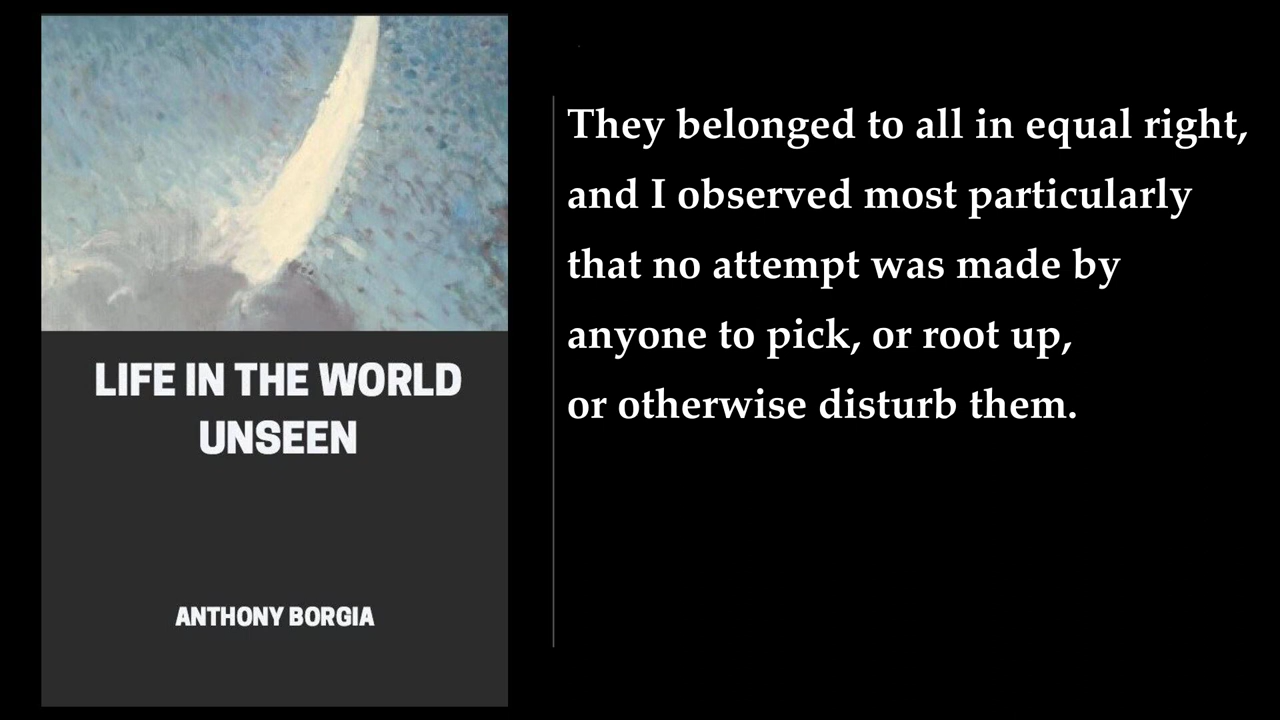 LIFE IN THE WORLD
UNSEEN
ANTHONY BORGIA
They belonged to all in equal right,
and I observed most particularly
that no attempt was made by
anyone to pick, or root up,
or otherwise disturb them.